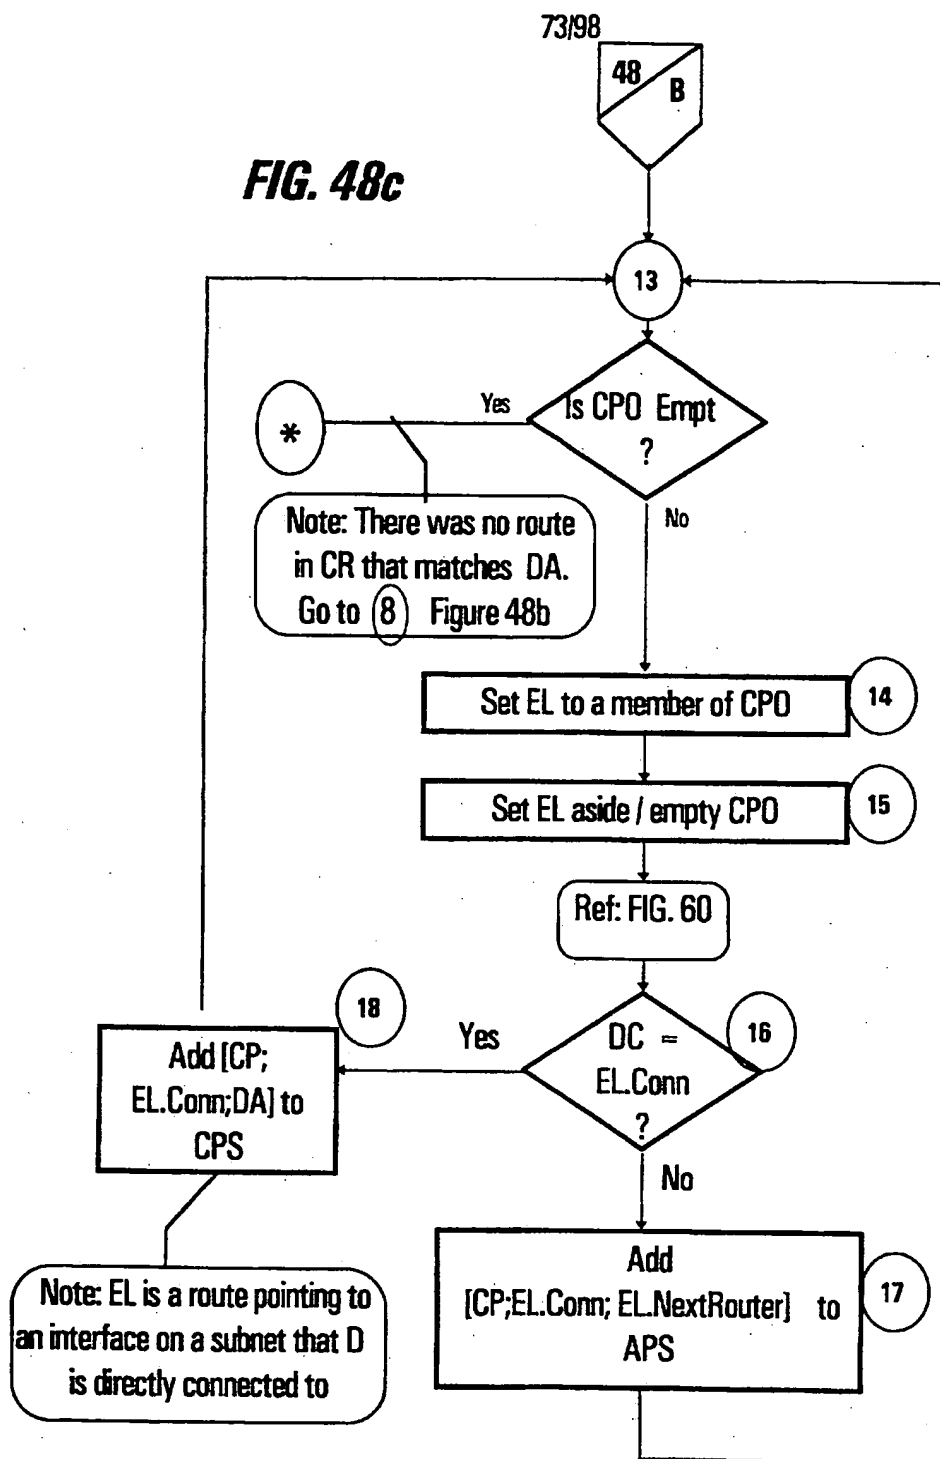 73/98
48
B
FIG. 48c
13
Is CPO Empt
?
Yes
*
No
Note: There was no route
in CR that matches DA.
Go to 8 Figure 48b
Set EL to a member of CPO
14
Set EL aside / empty CPO
15
Ref: FIG. 60
18
Yes
DC =
EL.Conn
?
16
Add [CP;
EL.Conn;DA] to
CPS
No
Add
[CP;EL.Conn; EL.NextRouter] to
APS
17
Note: EL is a route pointing to
an interface on a subnet that D
is directly connected to